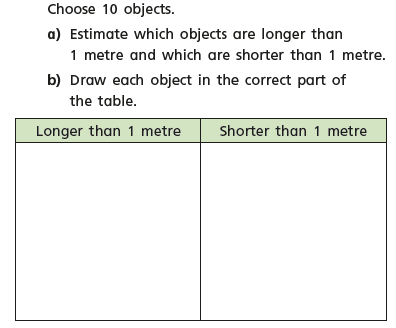 Choose 10 objects.
a) Estimate which objects are longer than
1 metre and which are shorter than 1 metre.
b) Draw each object in the correct part of
the table.
Longer than 1 metre
Shorter than 1 metre